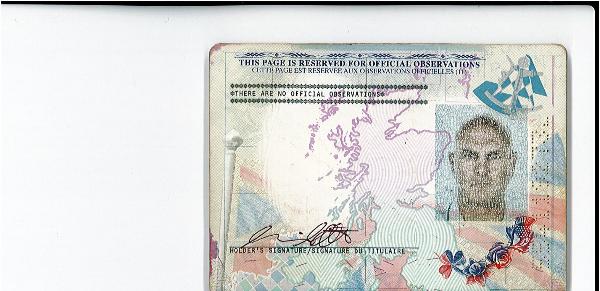 THIS PAGE IS RESERVED FOR OFFICIAL OBSERVATIONS
CETTE PAGE EST RESERVEE AUX OBSERVATIONS OFFICIELLES (11)
*THERE ARE NO OFFICIAL OBSERVATIONS*
HOLDER'S SIGNATURE/SIGNATURE DU TITULAIRE